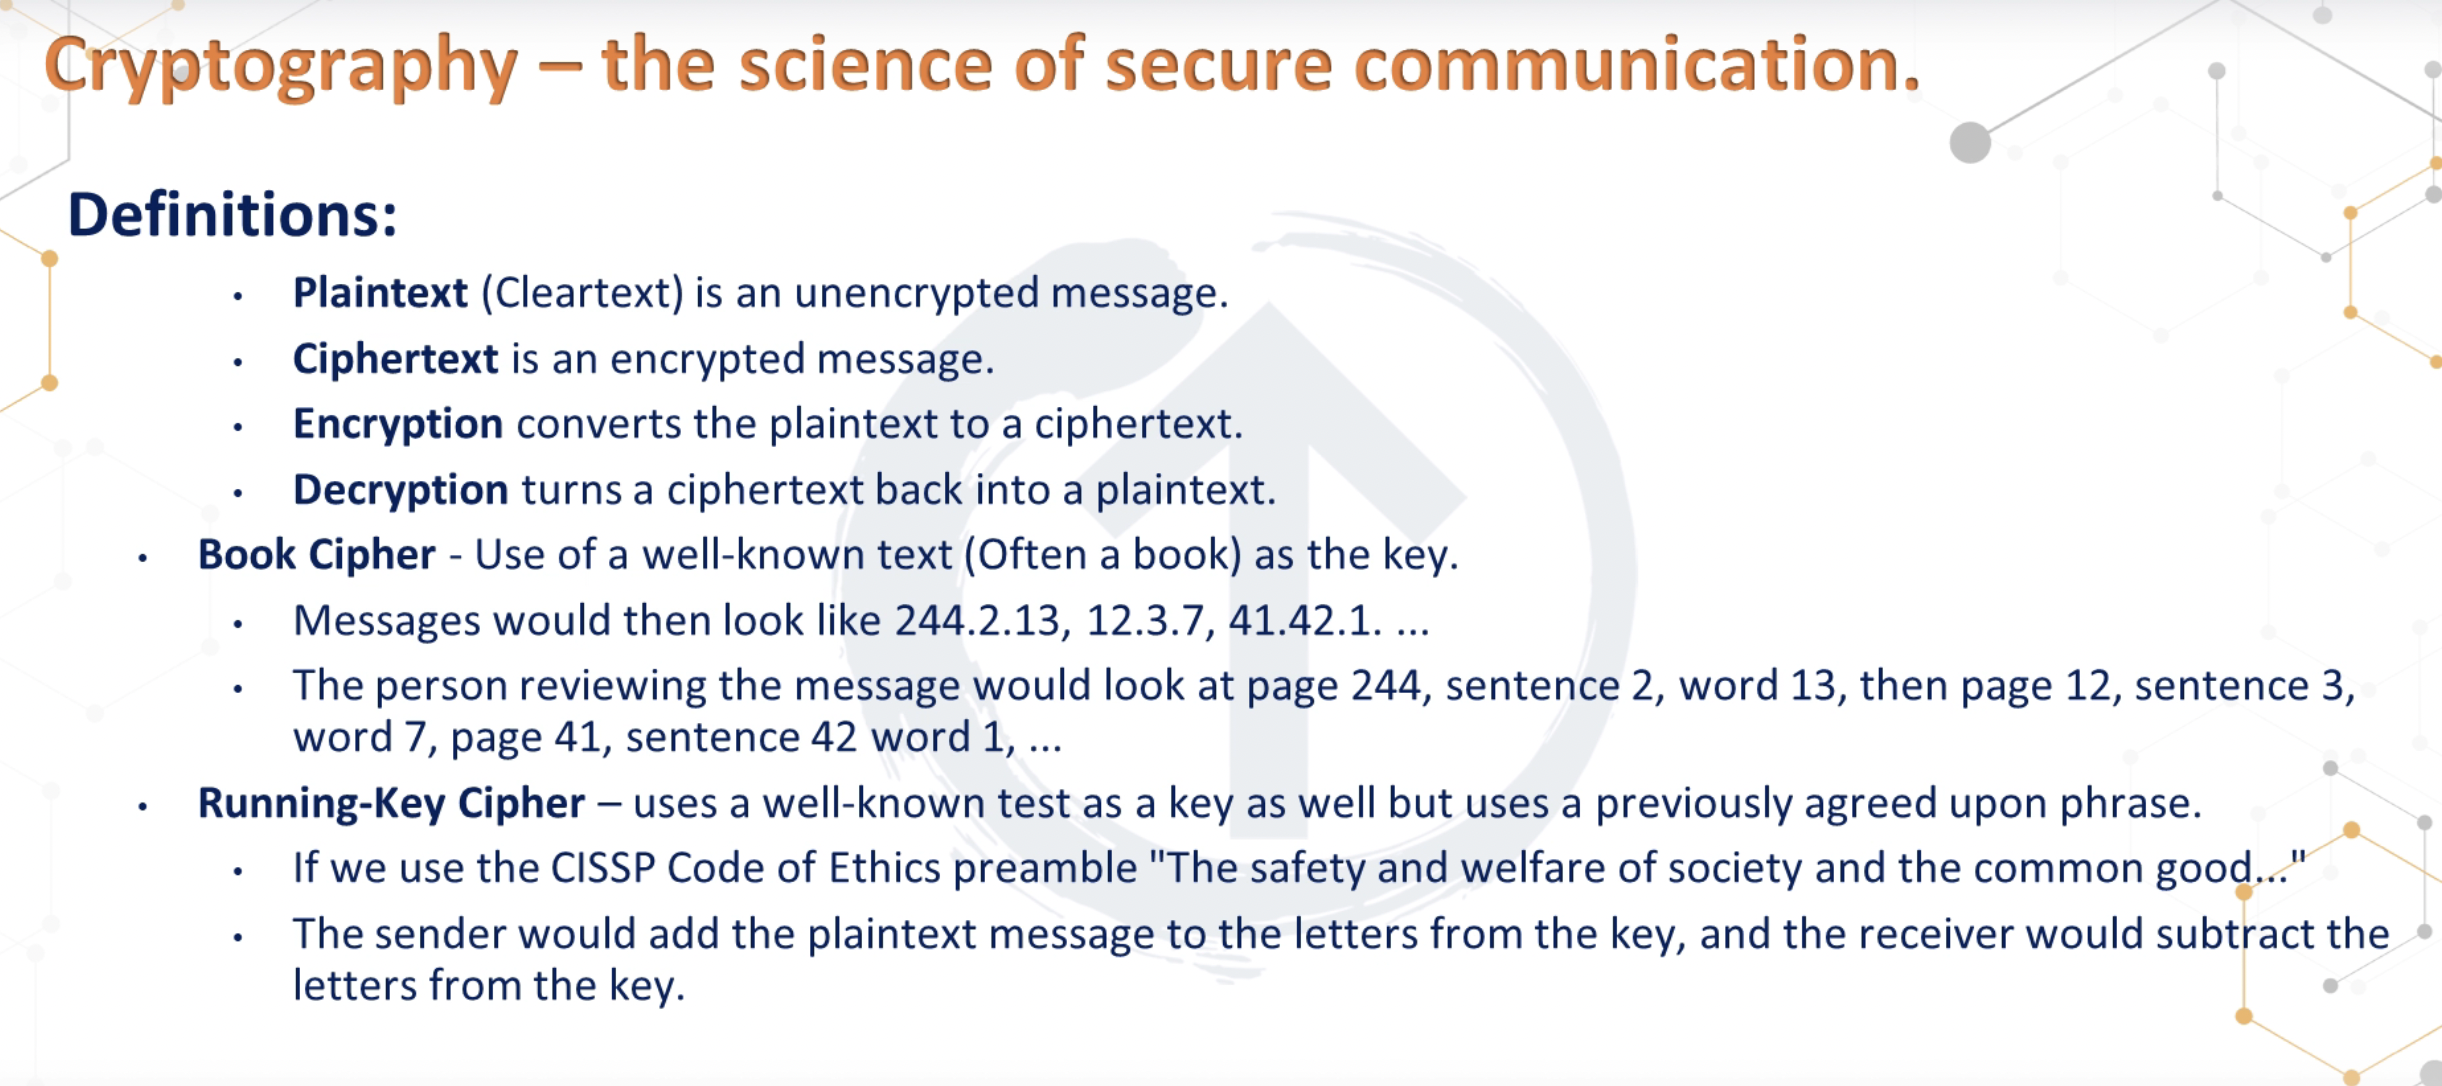 Cryptography – the science of secure communication.
Definitions:
• Plaintext (Cleartext) is an unencrypted message.
• Ciphertext is an encrypted message.
• Encryption converts the plaintext to a ciphertext.
• Decryption turns a ciphertext back into a plaintext.
• Book Cipher - Use of a well-known text (Often a book) as the key.
• Messages would then look like 244.2.13, 12.3.7, 41.42.1. ...
• The person reviewing the message would look at page 244, sentence 2, word 13, then page 12, sentence 3,
word 7, page 41, sentence 42 word 1, ...
• Running-Key Cipher – uses a well-known test as a key as well but uses a previously agreed upon phrase.
• If we use the CISSP Code of Ethics preamble "The safety and welfare of society and the common good..."
• The sender would add the plaintext message to the letters from the key, and the receiver would subtract the
letters from the key.